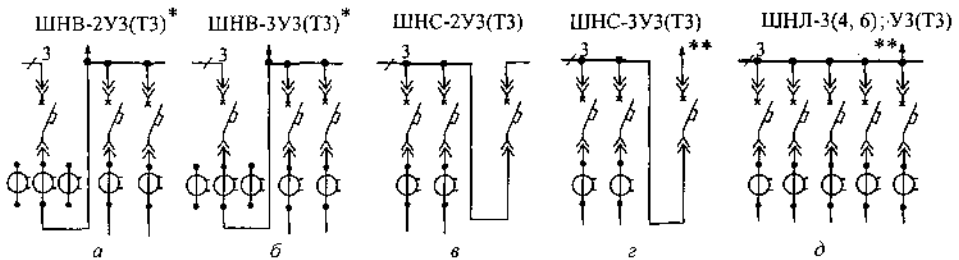 ШНВ-2У3(Т3)* ШНВ-3У3(Т3)* ШНС-2У3(Т3) ШНС-3У3(Т3) ШНЛ-3(4, 6); У3(Т3)
3 3 3 3 ** 3 **
а б в г д